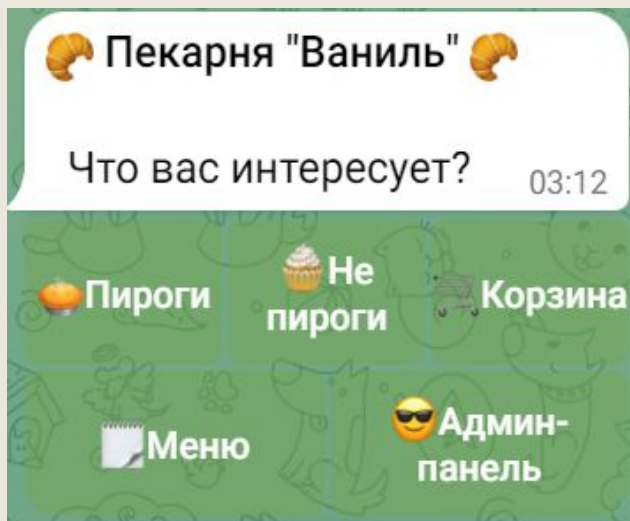 🥐 Пекарня "Ваниль" 🥐
Что вас интересует?
03:12
🥧Пироги
🧁Не
пироги
🛒Корзина
🗒Меню
😎Админ-
панель